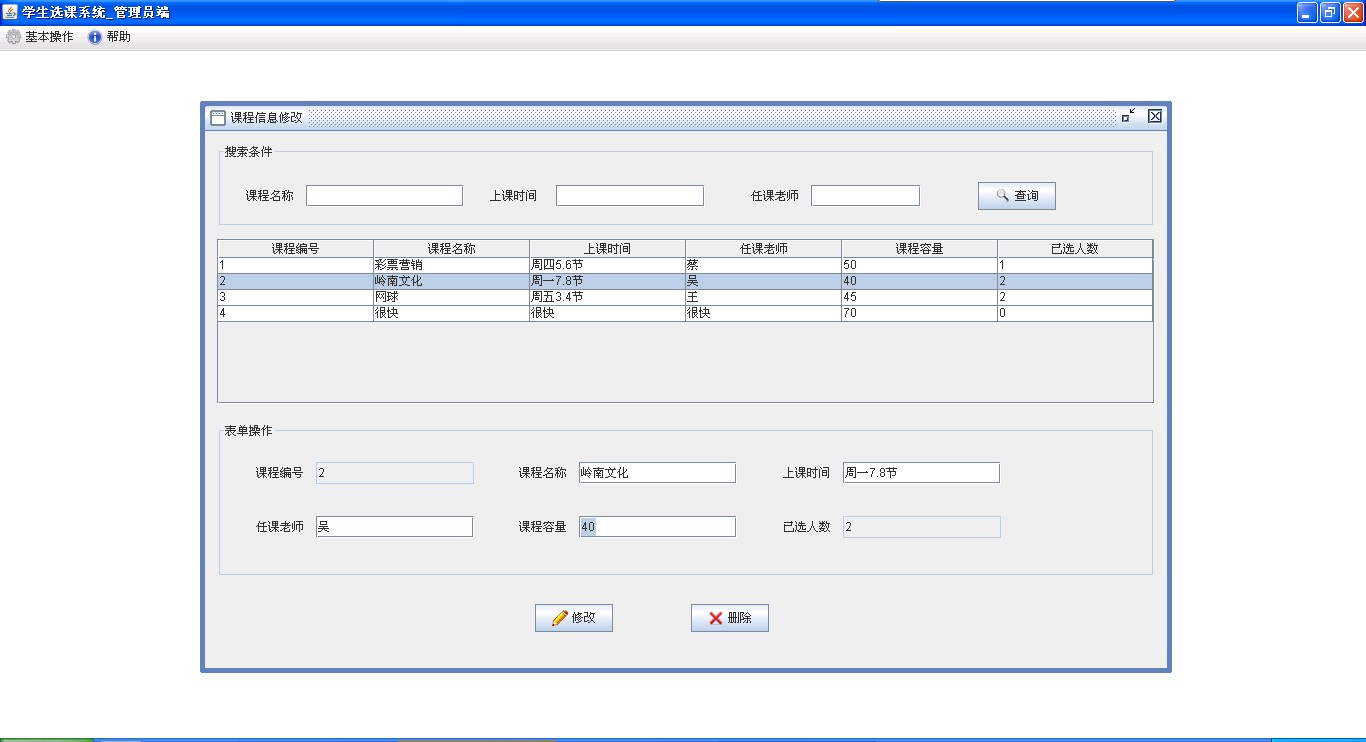 学生选课系统_管理员端
基本操作 帮助
课程信息修改
搜索条件
课程名称 上课时间 任课老师 查询
课程编号 课程名称 上课时间 任课老师 课程容量 已选人数
1 彩票营销 周四5.6节 蔡 50 1
2 岭南文化 周一7.8节 吴 40 2
3 网球 周五3.4节 王 45 2
4 很快 很快 很快 70 0
表单操作
课程编号 2 课程名称 岭南文化 上课时间 周一7.8节
任课老师 吴 课程容量 40 已选人数 2
修改 删除